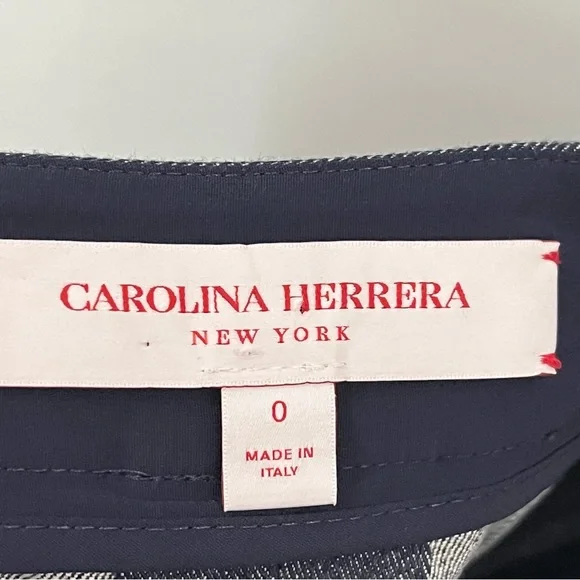 CAROLINA HERRERA
NEW YORK
0
MADE IN
ITALY